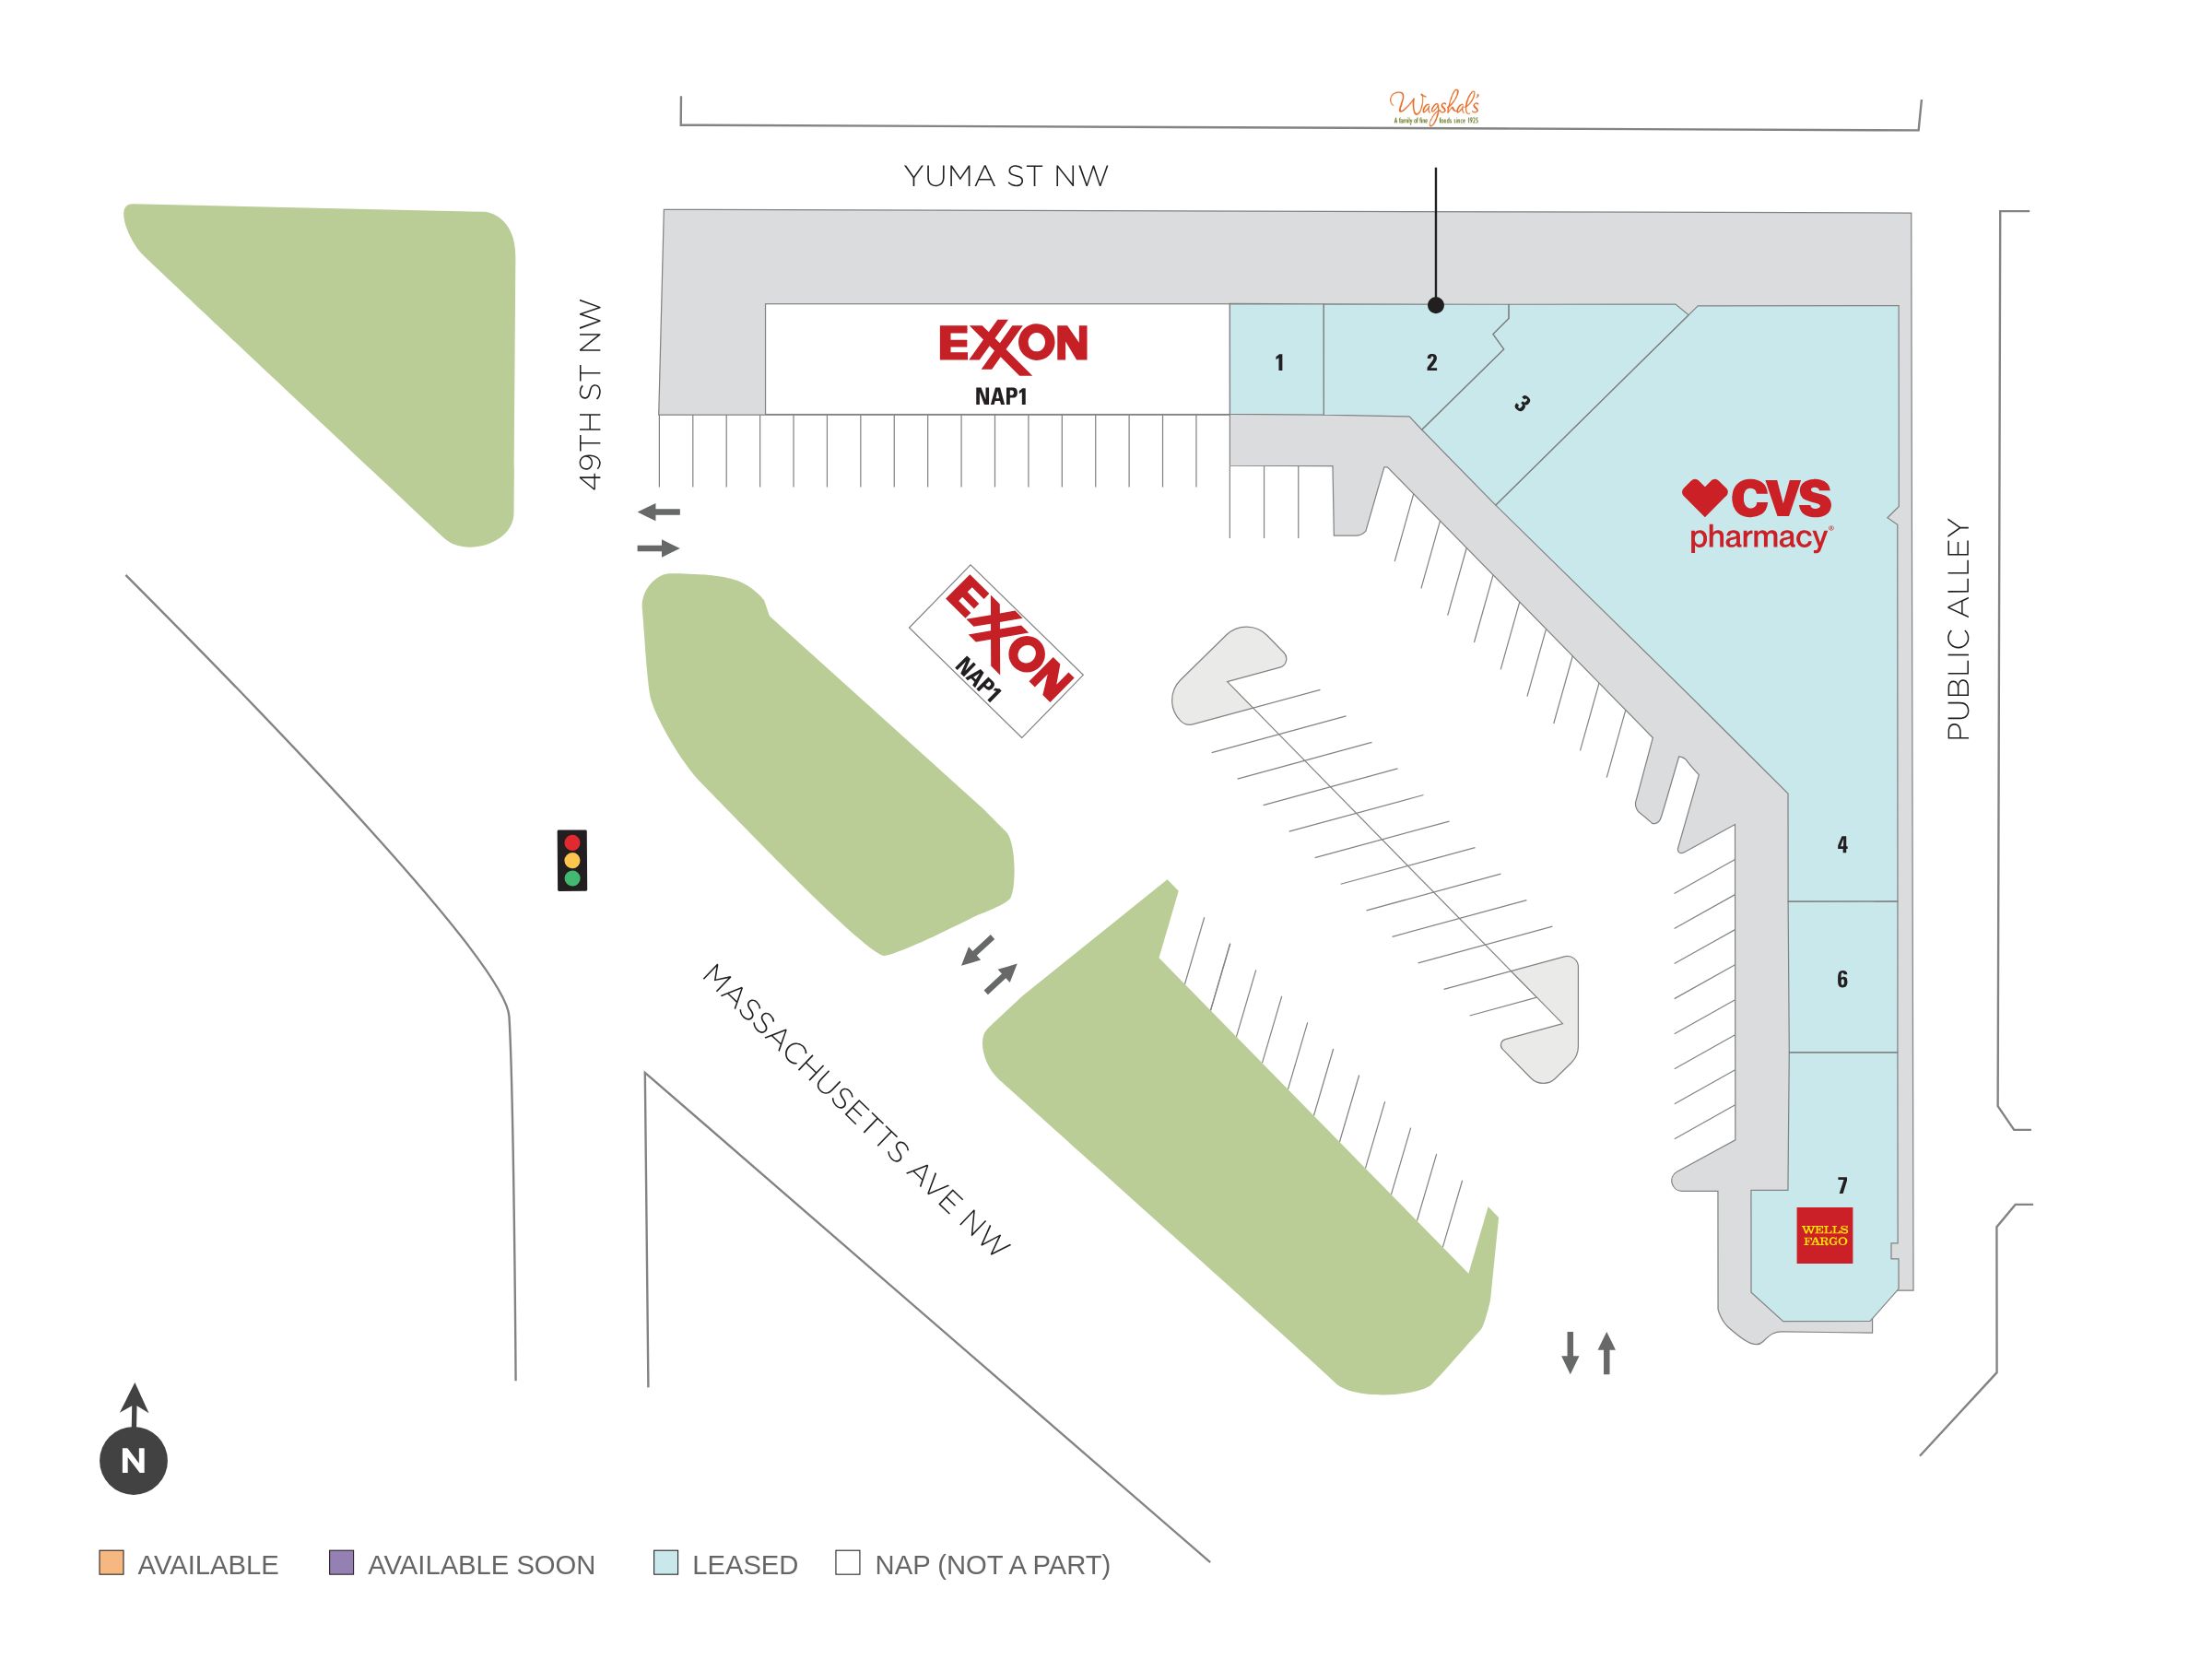 Wagshal's
A family of fine foods since 1925
YUMA ST NW
49TH ST NW
EXXON
NAP1
1
2
3
CVS
pharmacy®
PUBLIC ALLEY
EXXON
NAP1
4
6
7
WELLS
FARGO
MASSACHUSETTS AVE NW
N
AVAILABLE
AVAILABLE SOON
LEASED
NAP (NOT A PART)